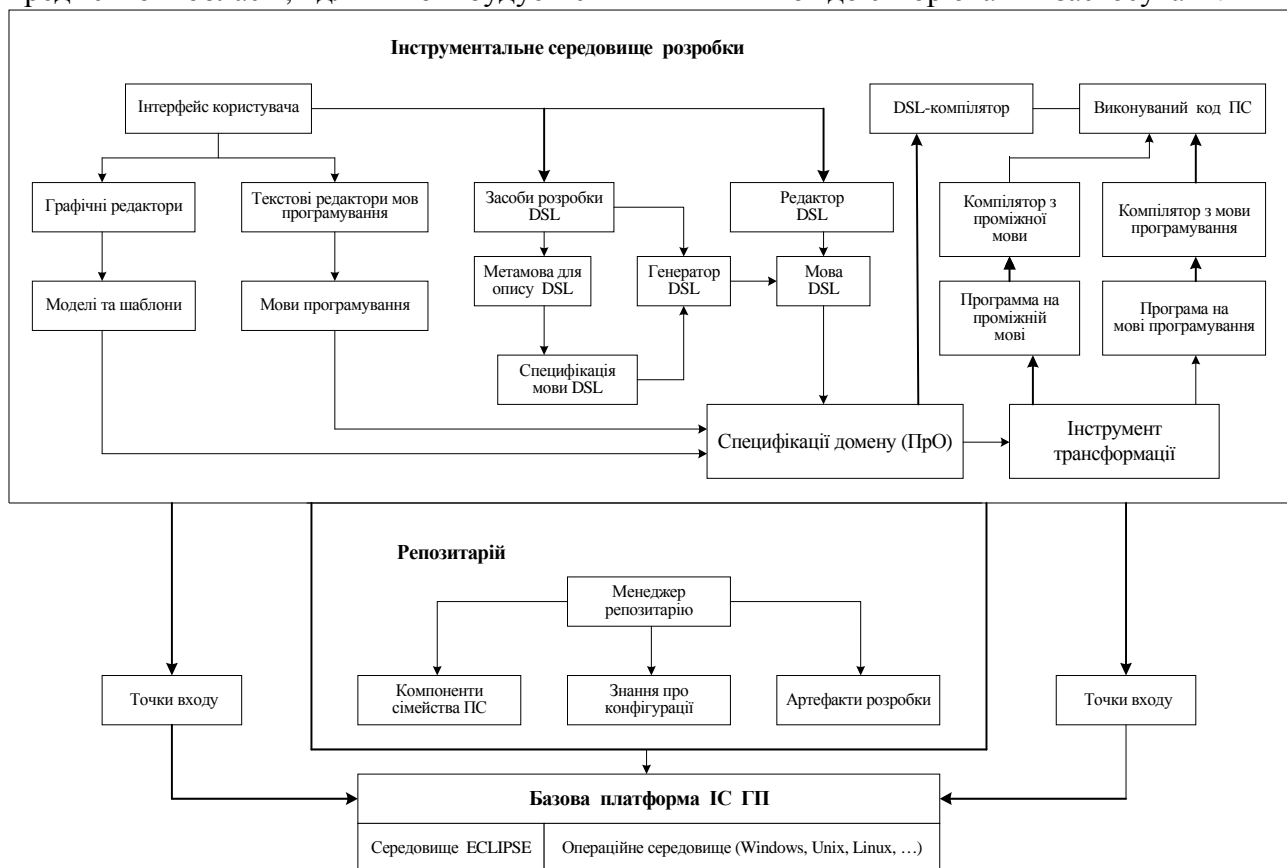 Інструментальне середовище розробки
Інтерфейс користувача
DSL-компілятор
Виконуваний код ПС
Графічні редактори
Текстові редактори мов
програмування
Засоби розробки
DSL
Редактор
DSL
Компілятор з
проміжної
мови
Компілятор з мови
програмування
Моделі та шаблони
Мови програмування
Метамова для
опису DSL
Генератор
DSL
Мова
DSL
Программа на
проміжній
мові
Програма на
мові програмування
Специфікація
мови DSL
Специфікації домену (ПрО)
Інструмент
трансформації
Репозитарій
Менеджер
репозитарію
Точки входу
Компоненти
сімейства ПС
Знання про
конфігурації
Артефакти розробки
Точки входу
Базова платформа ІС ГП
Середовище ECLIPSE
Операційне середовище (Windows, Unix, Linux, …)